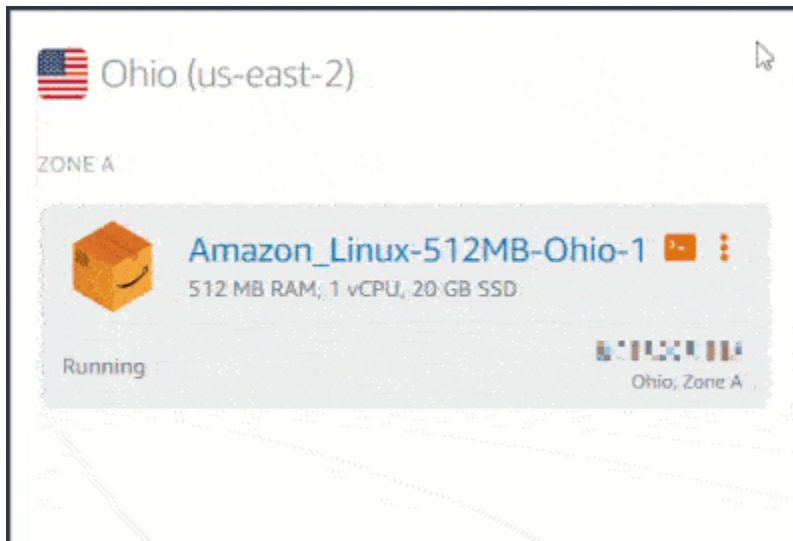 Ohio (us-east-2)
ZONE A
Amazon_Linux-512MB-Ohio-1
512 MB RAM, 1 vCPU, 20 GB SSD
Running
Ohio, Zone A